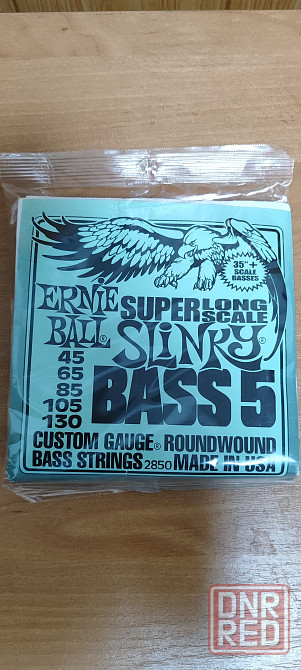 35"+
SCALE
BASSES
ERNIE
BALL®
SUPER LONG
SCALE
SLINKY®
45
65
85
105
130
BASS 5
CUSTOM GAUGE® ROUNDWOUND
BASS STRINGS 2850 MADE IN USA
DNR
RED